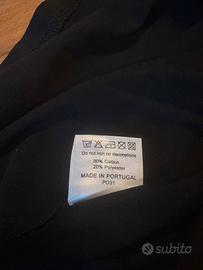 Do not iron on decorations
80% Cotton
20% Polyester
MADE IN PORTUGAL
PO31
subito